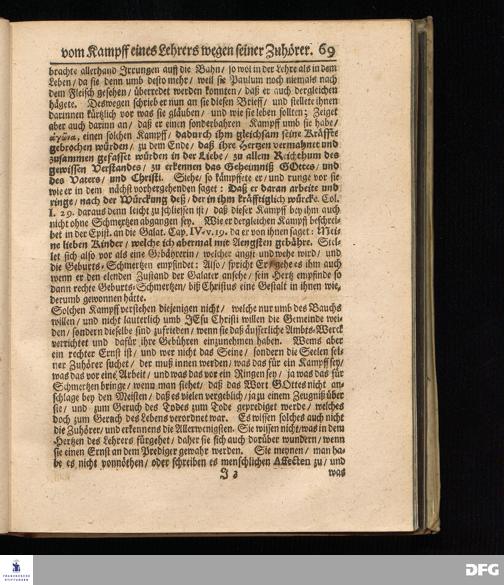 vom Kampff eines Lehrers wegen seiner Zuhörer. 69
brachte allerhand Irrungen auff die Bahn/ so wol in der Lehre als in dem
Leben/ da sie denn umb desto mehr/ weil sie Paulum noch niemals nach
dem Fleisch gesehen/ überredet werden konnten/ daß er auch dergleichen
hägete. Deswegen schrieb er nun an sie diesen Brieff/ und stellete ihnen
darinnen kürtzlich vor was sie gläuben/ und wie sie leben sollten; Zeiget
aber auch darinn an/ daß er einen sonderbahren Kampff umb sie habe/
ἀγῶνα, einen solchen Kampff/ dadurch ihm gleichsam seine Kräffte
gebrochen würden/ zu dem Ende/ daß ihre Hertzen vermahnet und
zusammen gefasset würden in der Liebe/ zu allem Reichthum des
gewissen Verstandes/ zu erkennen das Geheimniß GOttes/ und
des Vaters/ und Christi. Siehe/ so kämpffete er/ und runge vor sie
wie er in dem nächst vorhergehenden saget: Daß er daran arbeite und
ringe/ nach der Würckung deß/ der in ihm kräfftiglich würcke. Col.
I. 29. daraus denn leicht zu schliessen ist/ daß dieser Kampff bey ihm auch
nicht ohne Schmertzen abgangen sey. Wie er dergleichen Kampff beschrei-
bet in der Epist. an die Galat. Cap. IV. v. 19. da er von ihnen saget: Mei-
ne lieben Kinder/ welche ich abermal mit Aengsten gebähre. Stel-
let sich also vor als eine Gebährerin/ welcher angst und wehe wird/ und
die Geburts-Schmertzen empfindet: Also/ spricht Er/ gehe es ihm auch
wenn er den elenden Zustand der Galater ansehe/ sein Hertz empfinde so
dann rechte Geburts-Schmertzen/ biß Christus eine Gestalt in ihnen wie-
derumb gewonnen hätte.
Solchen Kampff verstehen diejenigen nicht/ welche nur umb des Bauchs
willen/ und nicht lauterlich umb JEsu Christi willen die Gemeinde wei-
den/ sondern dieselbe sind zufrieden/ wenn sie daß äusserliche Ambts-Werck
verrichtet und dafür ihre Gebühren einzunehmen haben. Wems aber
ein rechter Ernst ist/ und wer nicht das Seine/ sondern die Seelen sei-
ner Zuhörer suchet/ der muß innen werden/ was das für ein Kampff sey/
was das vor eine Arbeit/ und was das vor ein Ringen sey/ ja was das für
Schmertzen bringe/ wenn man siehet/ daß das Wort GOttes nicht an-
schlage bey den Meisten/ daß es vielen vergeblich/ ja zu einem Zeugniß über
sie/ und zum Geruch des Todes zum Tode geprediget werde/ welches
doch zum Geruch des Lebens verordnet war. Es wissen solches auch nicht
die Zuhörer/ und erkennens die Allerwenigsten. Sie wissen nicht/ was in dem
Hertzen des Lehrers fürgehet/ daher sie sich auch darüber wundern/ wenn
sie einen Ernst an dem Prediger gewahr werden. Sie meynen/ man ha-
be es nicht vonnöthen/ oder schreiben es menschlichen Affecten zu/ und
J 3 was
FRANCKESCHE
STIFTUNGEN
DFG